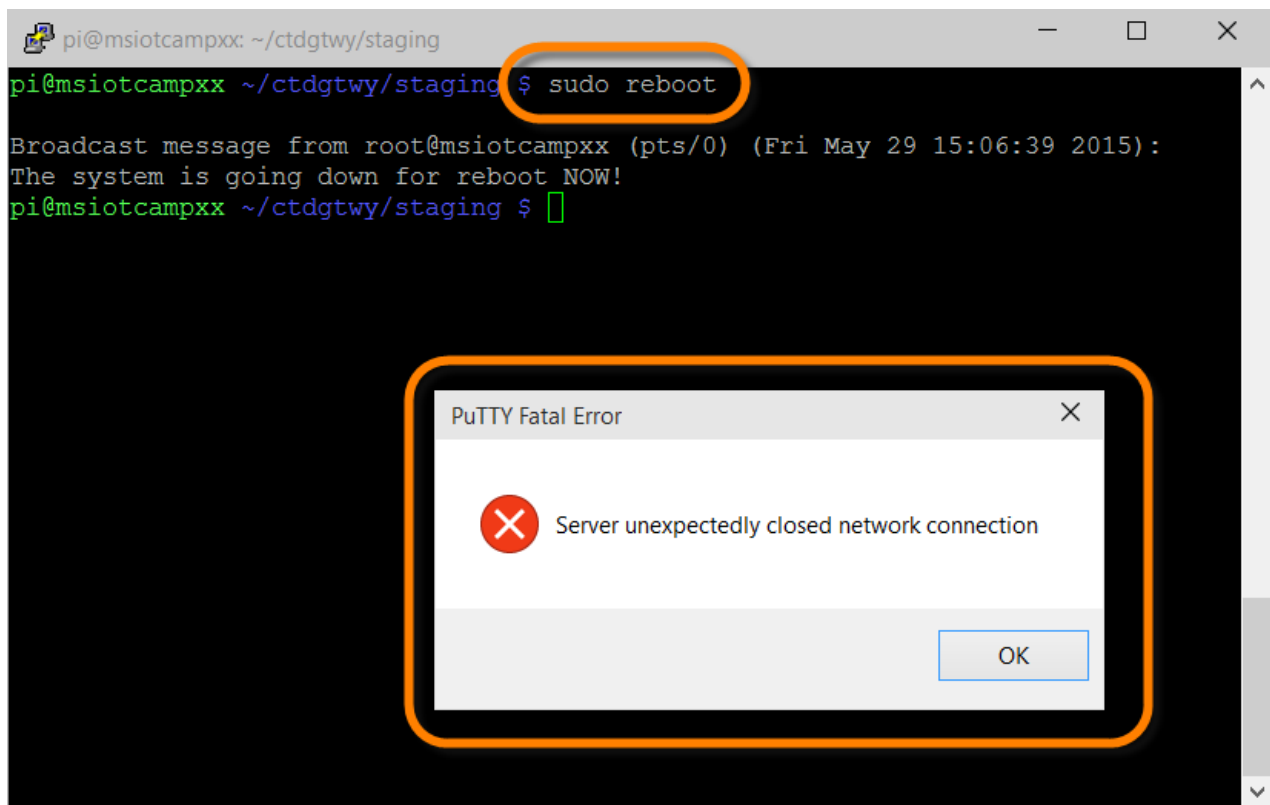 pi@msiotcampxx: ~/ctdgtwy/staging
pi@msiotcampxx ~/ctdgtwy/staging $ sudo reboot
Broadcast message from root@msiotcampxx (pts/0) (Fri May 29 15:06:39 2015):
The system is going down for reboot NOW!
pi@msiotcampxx ~/ctdgtwy/staging $
PuTTY Fatal Error
Server unexpectedly closed network connection
OK